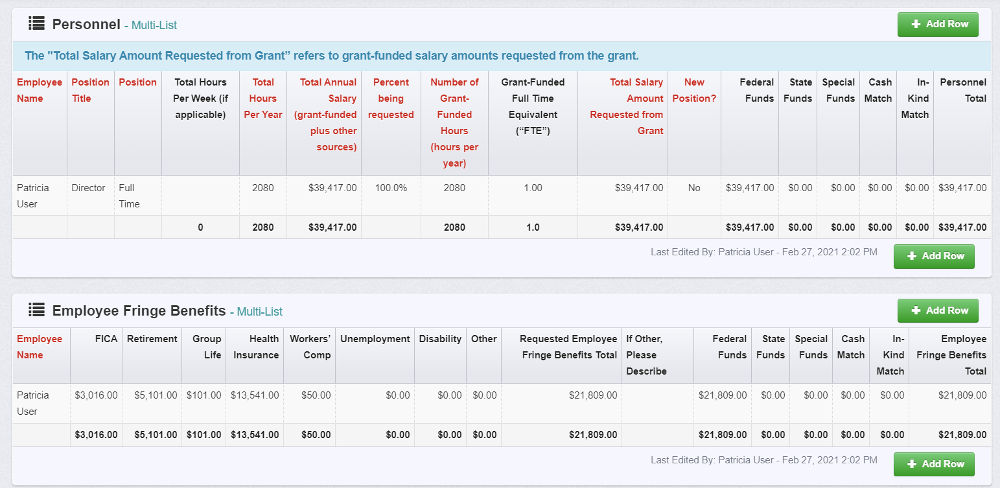 Personnel - Multi-List
Add Row
The "Total Salary Amount Requested from Grant” refers to grant-funded salary amounts requested from the grant.
Employee Name | Position Title | Position | Total Hours Per Week (if applicable) | Total Hours Per Year | Total Annual Salary (grant-funded plus other sources) | Percent being requested | Number of Grant-Funded Hours (hours per year) | Grant-Funded Full Time Equivalent (“FTE”) | Total Salary Amount Requested from Grant | New Position? | Federal Funds | State Funds | Special Funds | Cash Match | In-Kind Match | Personnel Total
Patricia User | Director | Full Time | | 2080 | $39,417.00 | 100.0% | 2080 | 1.00 | $39,417.00 | No | $39,417.00 | $0.00 | $0.00 | $0.00 | $0.00 | $39,417.00
0 | 2080 | $39,417.00 | | 2080 | 1.0 | $39,417.00 | | $39,417.00 | $0.00 | $0.00 | $0.00 | $0.00 | $39,417.00
Last Edited By: Patricia User - Feb 27, 2021 2:02 PM
Add Row
Employee Fringe Benefits - Multi-List
Add Row
Employee Name | FICA | Retirement | Group Life | Health Insurance | Workers’ Comp | Unemployment | Disability | Other | Requested Employee Fringe Benefits Total | If Other, Please Describe | Federal Funds | State Funds | Special Funds | Cash Match | In-Kind Match | Employee Fringe Benefits Total
Patricia User | $3,016.00 | $5,101.00 | $101.00 | $13,541.00 | $50.00 | $0.00 | $0.00 | $0.00 | $21,809.00 | | $21,809.00 | $0.00 | $0.00 | $0.00 | $0.00 | $21,809.00
$3,016.00 | $5,101.00 | $101.00 | $13,541.00 | $50.00 | $0.00 | $0.00 | $0.00 | $21,809.00 | | $21,809.00 | $0.00 | $0.00 | $0.00 | $0.00 | $21,809.00
Last Edited By: Patricia User - Feb 27, 2021 2:02 PM
Add Row